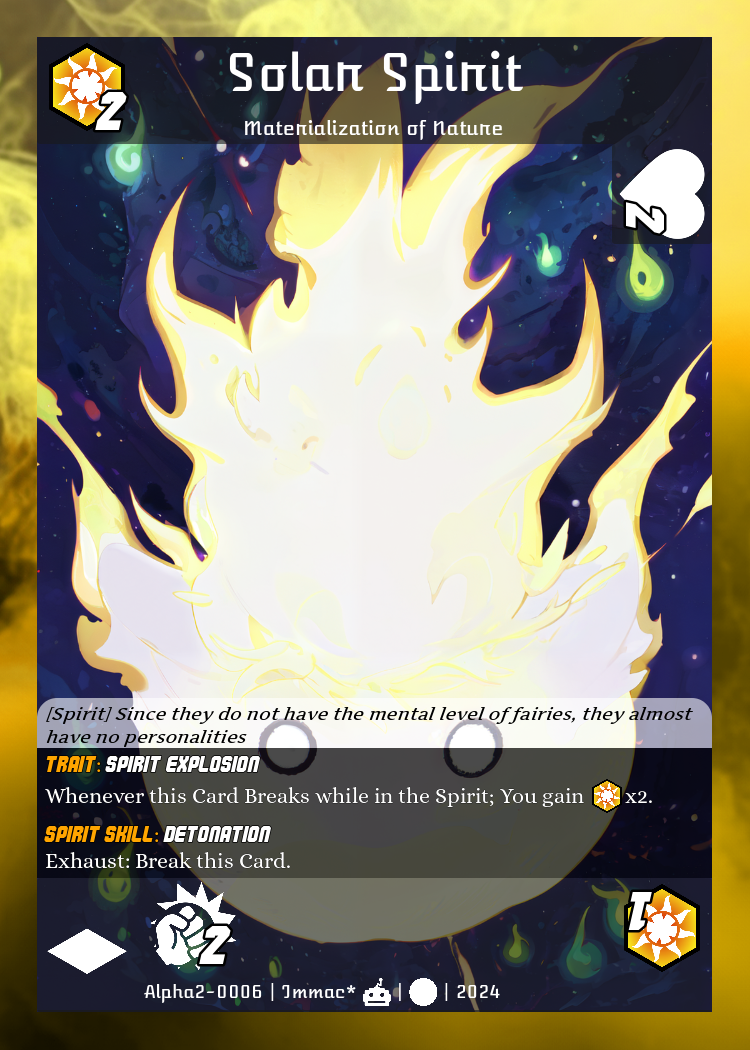 2
Solar Spirit
Materialization of Nature
2
[Spirit] Since they do not have the mental level of fairies, they almost
have no personalities
TRAIT: SPIRIT EXPLOSION
Whenever this Card Breaks while in the Spirit; You gain x2.
SPIRIT SKILL: DETONATION
Exhaust: Break this Card.
2
1
Alpha2-0006 | Immac* | | 2024